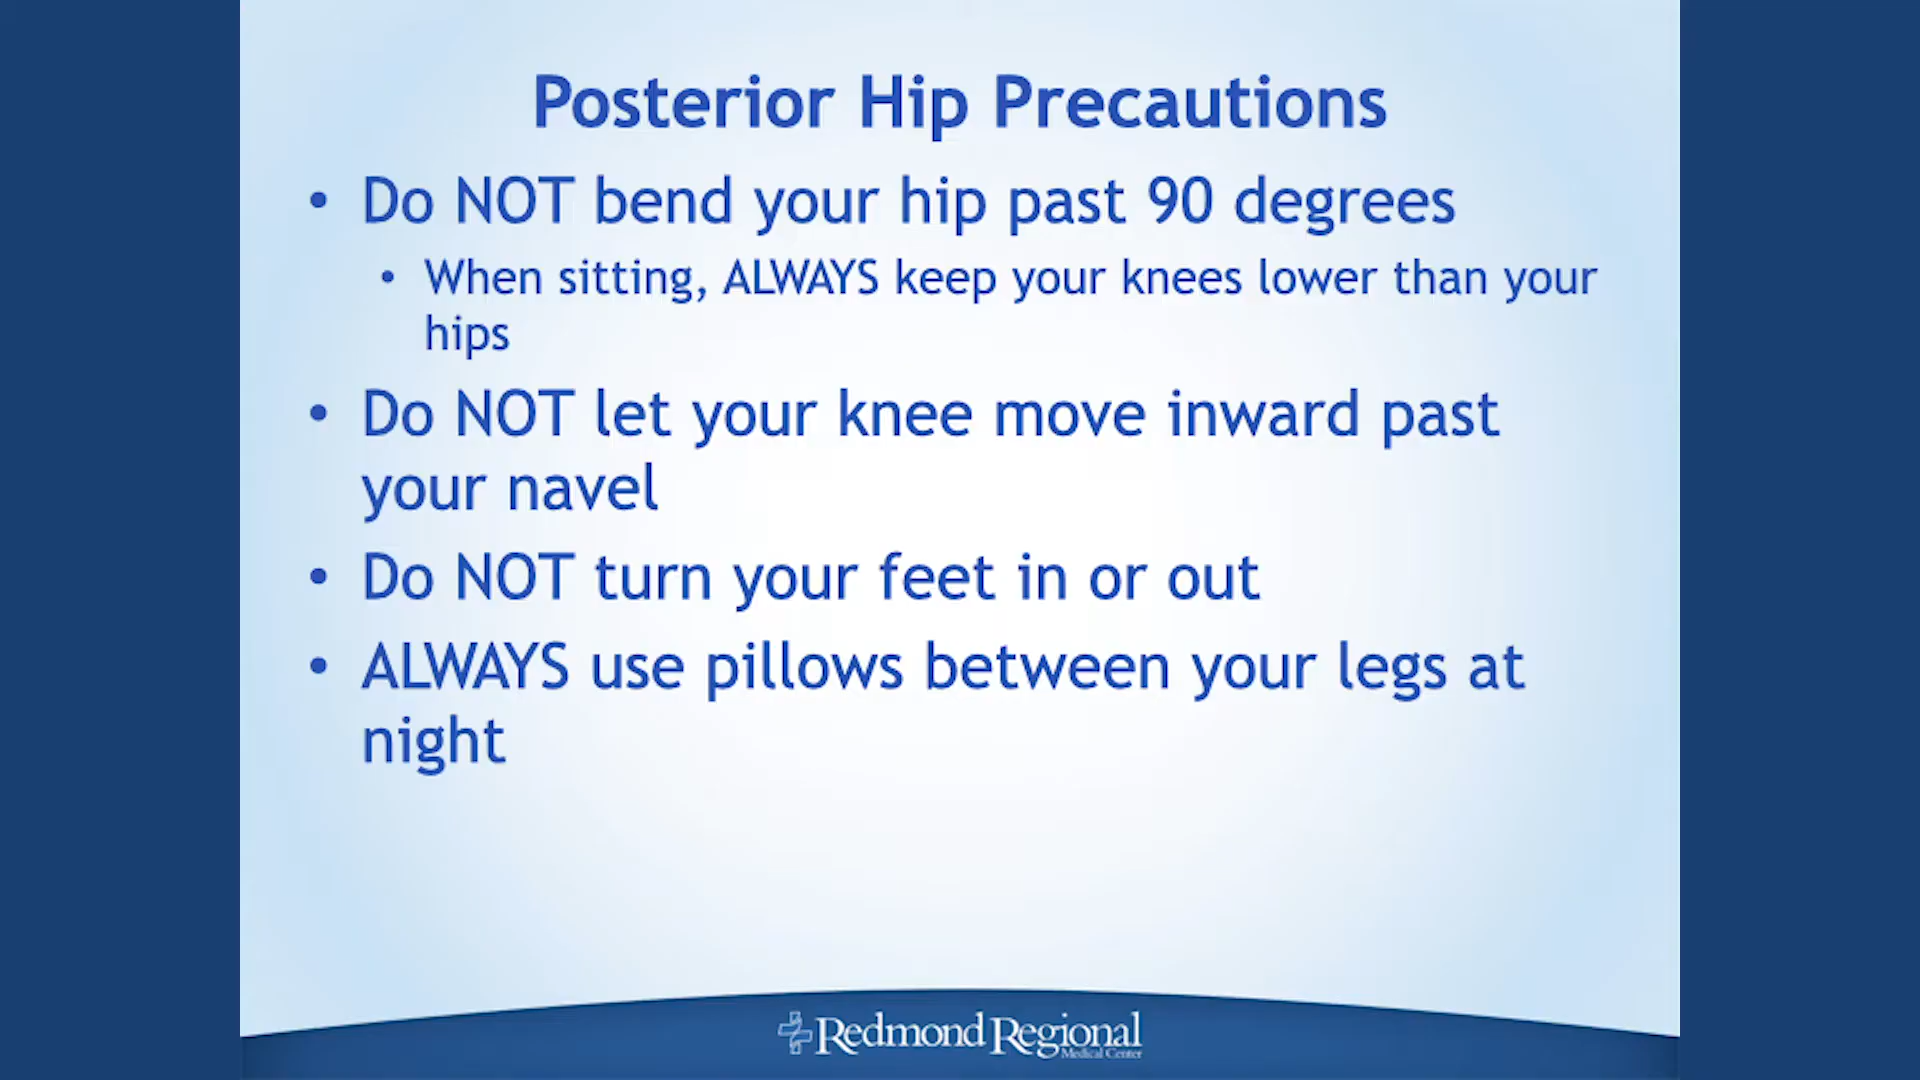 Posterior Hip Precautions
• Do NOT bend your hip past 90 degrees
• When sitting, ALWAYS keep your knees lower than your
hips
• Do NOT let your knee move inward past
your navel
• Do NOT turn your feet in or out
• ALWAYS use pillows between your legs at
night
Redmond Regional
Medical Center